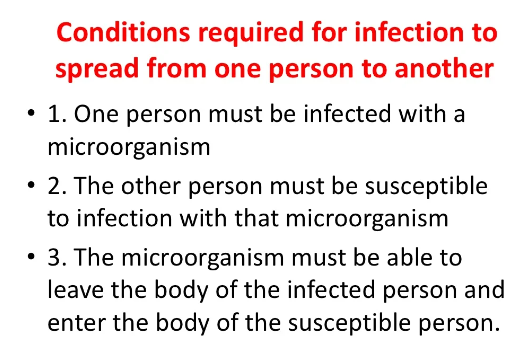 Conditions required for infection to
spread from one person to another
• 1. One person must be infected with a
microorganism
• 2. The other person must be susceptible
to infection with that microorganism
• 3. The microorganism must be able to
leave the body of the infected person and
enter the body of the susceptible person.